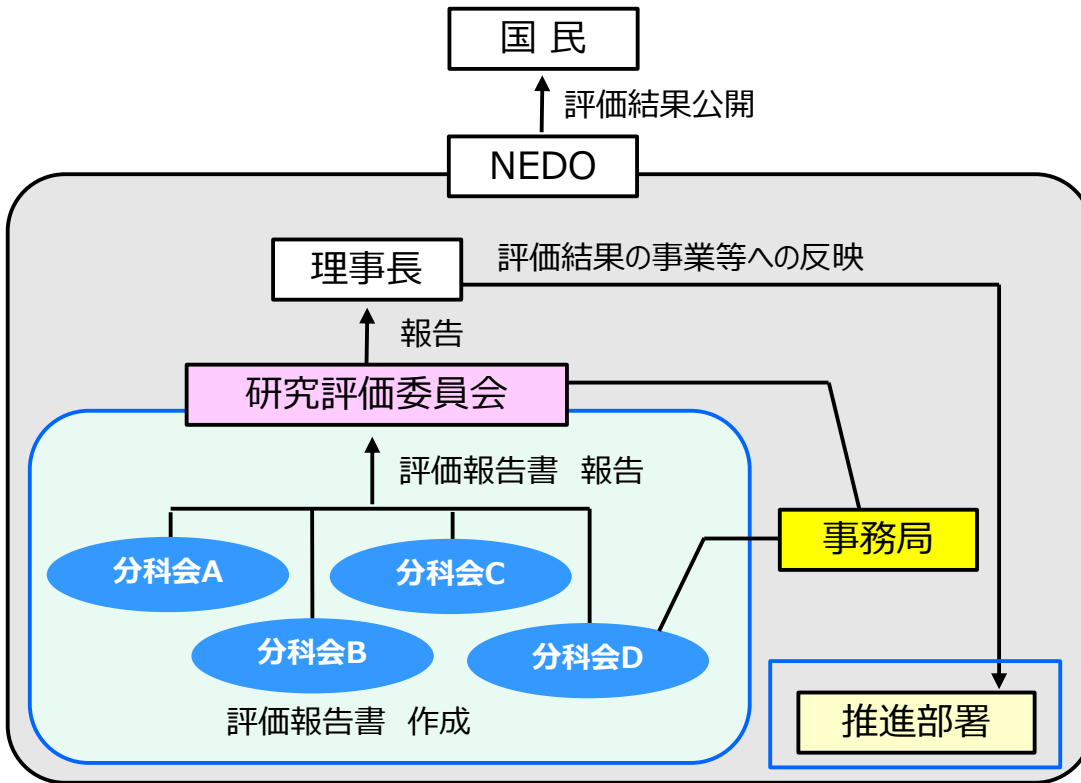 国 民
評価結果公開
NEDO
理事長
評価結果の事業等への反映
報告
研究評価委員会
評価報告書　報告
事務局
分科会A
分科会C
分科会B
分科会D
評価報告書　作成
推進部署